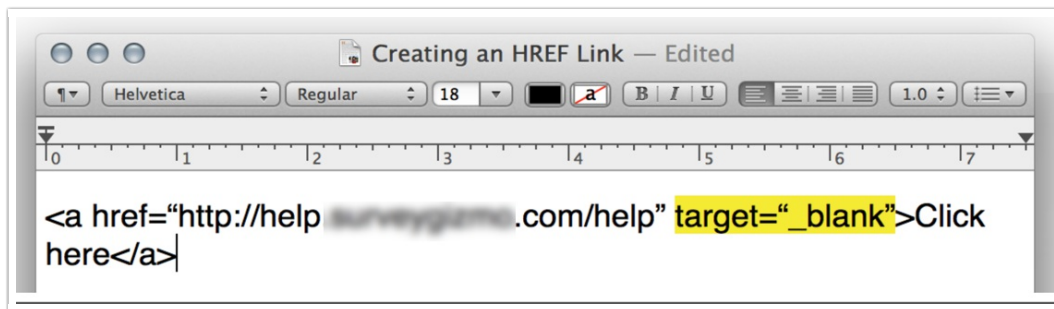 Creating an HREF Link — Edited
¶ Helvetica Regular 18 a B I U 1.0
0 1 2 3 4 5 6 7
<a href=“http://help. .com/help” target=“_blank”>Click
here</a>